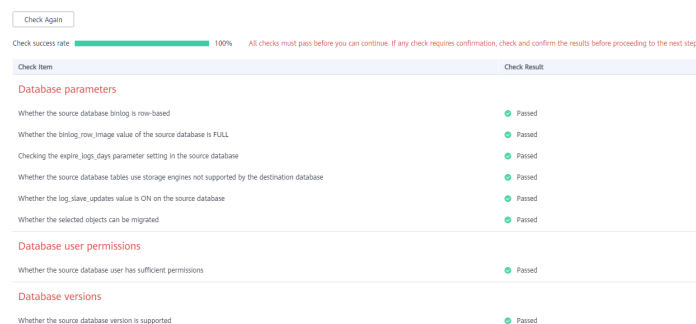 Check Again
Check success rate 100% All checks must pass before you can continue. If any check requires confirmation, check and confirm the results before proceeding to the next step
Check Item Check Result
Database parameters
Whether the source database binlog is row-based Passed
Whether the binlog_row_image value of the source database is FULL Passed
Checking the expire_logs_days parameter setting in the source database Passed
Whether the source database tables use storage engines not supported by the destination database Passed
Whether the log_slave_updates value is ON on the source database Passed
Whether the selected objects can be migrated Passed
Database user permissions
Whether the source database user has sufficient permissions Passed
Database versions
Whether the source database version is supported Passed